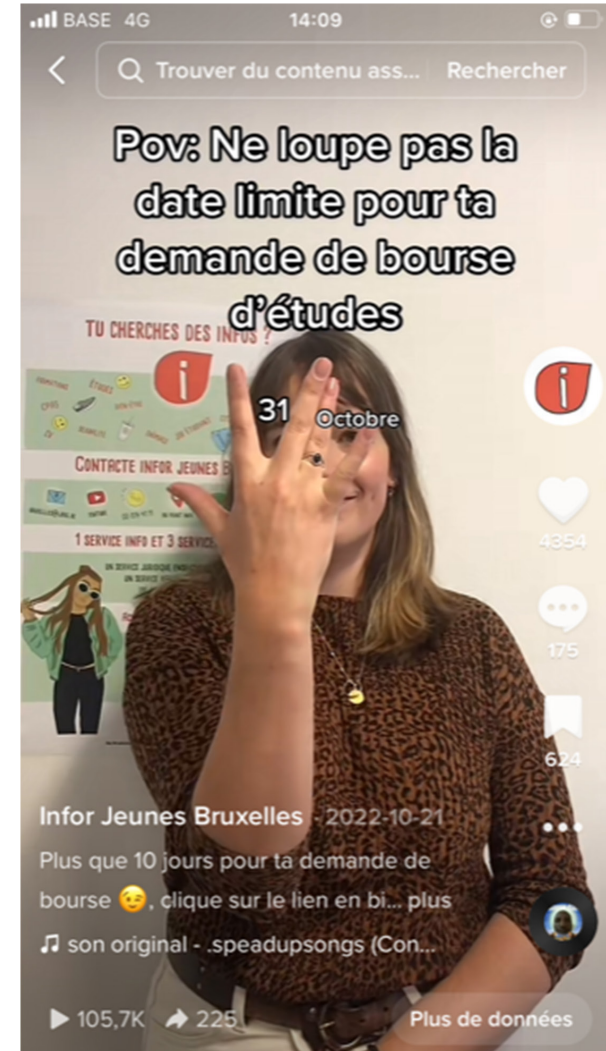 BASE 4G 14:09
Trouver du contenu ass... Rechercher
Pov: Ne loupe pas la
date limite pour ta
demande de bourse
d'études
TU CHERCHES DES INFOS ?
i
i
ÉTUDES
31 Octobre
CONTACTE INFOR JEUNES B
4354
1 SERVICE INFO ET 3 SERVICE
175
624
Infor Jeunes Bruxelles · 2022-10-21
Plus que 10 jours pour ta demande de
bourse 😉, clique sur le lien en bi... plus
son original - .speadupsongs (Con...
105,7K 225 Plus de données